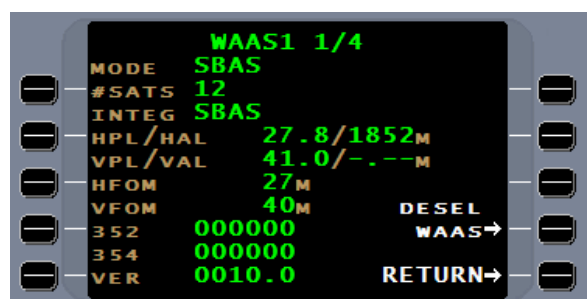 WAAS1 1/4
MODE SBAS
#SATS 12
INTEG SBAS
HPL/HAL 27.8/1852M
VPL/VAL 41.0/-.--M
HFOM 27M
VFOM 40M DESEL
352 000000 WAAS→
354 000000
VER 0010.0 RETURN→